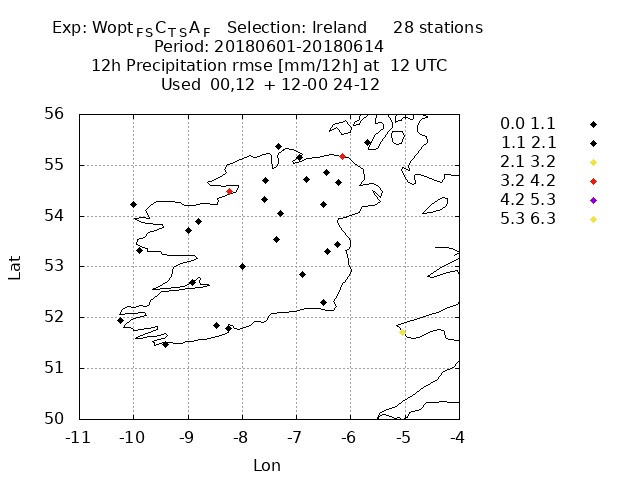 Exp: Wopt FS C TS A F Selection: Ireland 28 stations
Period: 20180601-20180614
12h Precipitation rmse [mm/12h] at 12 UTC
Used 00,12 + 12-00 24-12
56
55
54
53
52
51
50
-11 -10 -9 -8 -7 -6 -5 -4
Lat
Lon
0.0 1.1
1.1 2.1
2.1 3.2
3.2 4.2
4.2 5.3
5.3 6.3